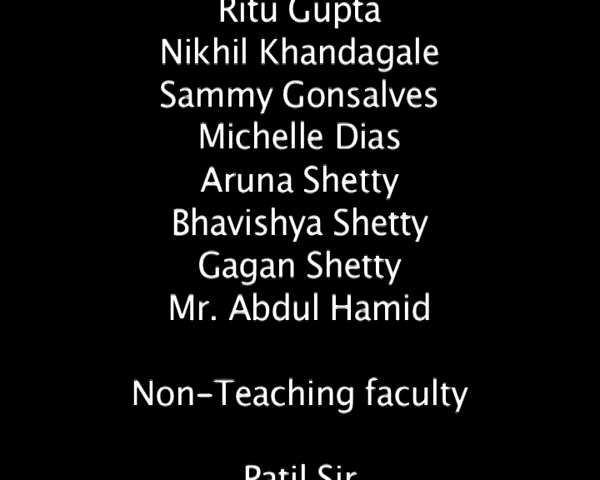 Ritu Gupta
Nikhil Khandagale
Sammy Gonsalves
Michelle Dias
Aruna Shetty
Bhavishya Shetty
Gagan Shetty
Mr. Abdul Hamid
Non-Teaching faculty
Patil Sir